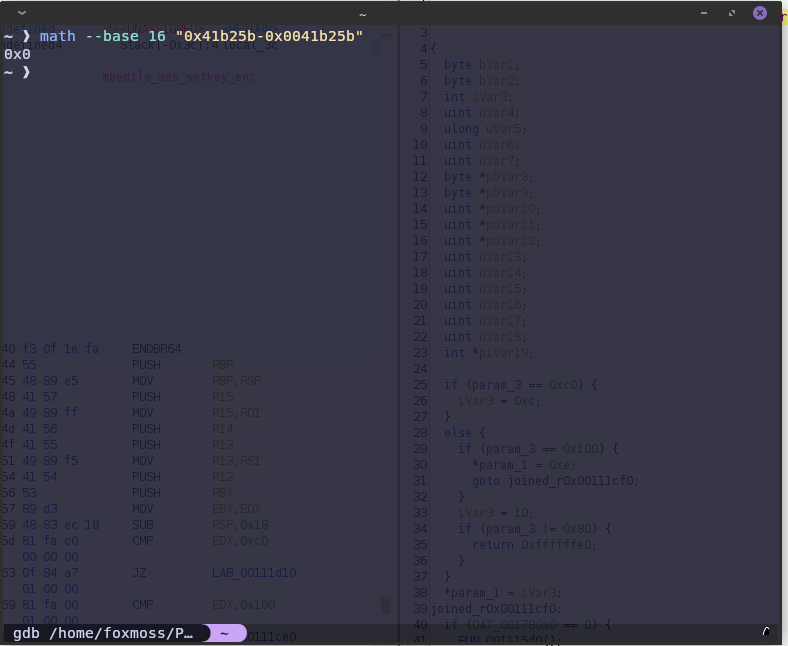 ~
ndefined4 Stack[-0x3c]:4 local_3c
~ ❯ math --base 16 "0x41b25b-0x0041b25b"
0x0
~ ❯
mbedtls_aes_setkey_enc
40 f3 0f 1e fa ENDBR64
44 55 PUSH RBP
45 48 89 e5 MOV RBP,RSP
48 41 57 PUSH R15
4a 49 89 ff MOV R15,RDI
4d 41 56 PUSH R14
4f 41 55 PUSH R13
51 49 89 f5 MOV R13,RSI
54 41 54 PUSH R12
56 53 PUSH RBX
57 89 d3 MOV EBX,EDX
59 48 83 ec 18 SUB RSP,0x18
5d 81 fa c0 CMP EDX,0xc0
00 00 00
63 0f 84 a7 JZ LAB_00111d10
01 00 00
69 81 fa 00 CMP EDX,0x100
01 00 00
3
4 {
5 byte bVar1;
6 byte bVar2;
7 int iVar3;
8 uint uVar4;
9 ulong uVar5;
10 uint uVar6;
11 uint uVar7;
12 byte *pbVar8;
13 byte *pbVar9;
14 uint *puVar10;
15 uint *puVar11;
16 uint *puVar12;
17 uint uVar13;
18 uint uVar14;
19 uint uVar15;
20 uint uVar16;
21 uint uVar17;
22 uint uVar18;
23 int *piVar19;
24
25 if (param_3 == 0xc0) {
26 iVar3 = 0xc;
27 }
28 else {
29 if (param_3 == 0x100) {
30 *param_1 = 0xe;
31 goto joined_r0x00111cf0;
32 }
33 iVar3 = 10;
34 if (param_3 != 0x80) {
35 return 0xffffffe0;
36 }
37 }
38 *param_1 = iVar3;
39 joined_r0x00111cf0:
40 if (DAT_001780a0 == 0) {
41 FUN_001115d0();
gdb /home/foxmoss/P… ~